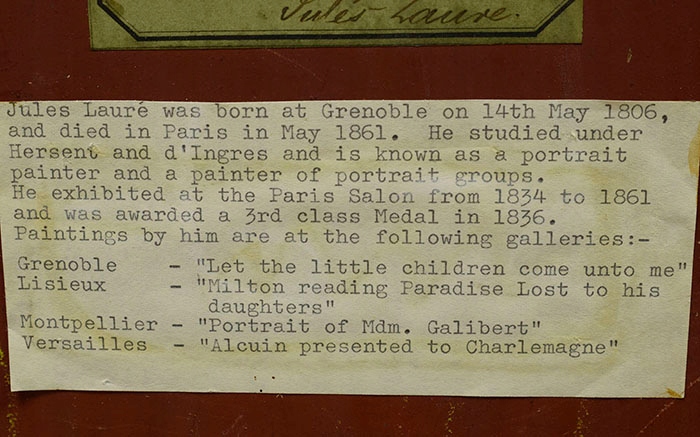 Jules Laure.
Jules Lauré was born at Grenoble on 14th May 1806,
and died in Paris in May 1861. He studied under
Hersent and d'Ingres and is known as a portrait
painter and a painter of portrait groups.
He exhibited at the Paris Salon from 1834 to 1861
and was awarded a 3rd class Medal in 1836.
Paintings by him are at the following galleries:-
Grenoble - "Let the little children come unto me"
Lisieux - "Milton reading Paradise Lost to his
daughters"
Montpellier - "Portrait of Mdm. Galibert"
Versailles - "Alcuin presented to Charlemagne"